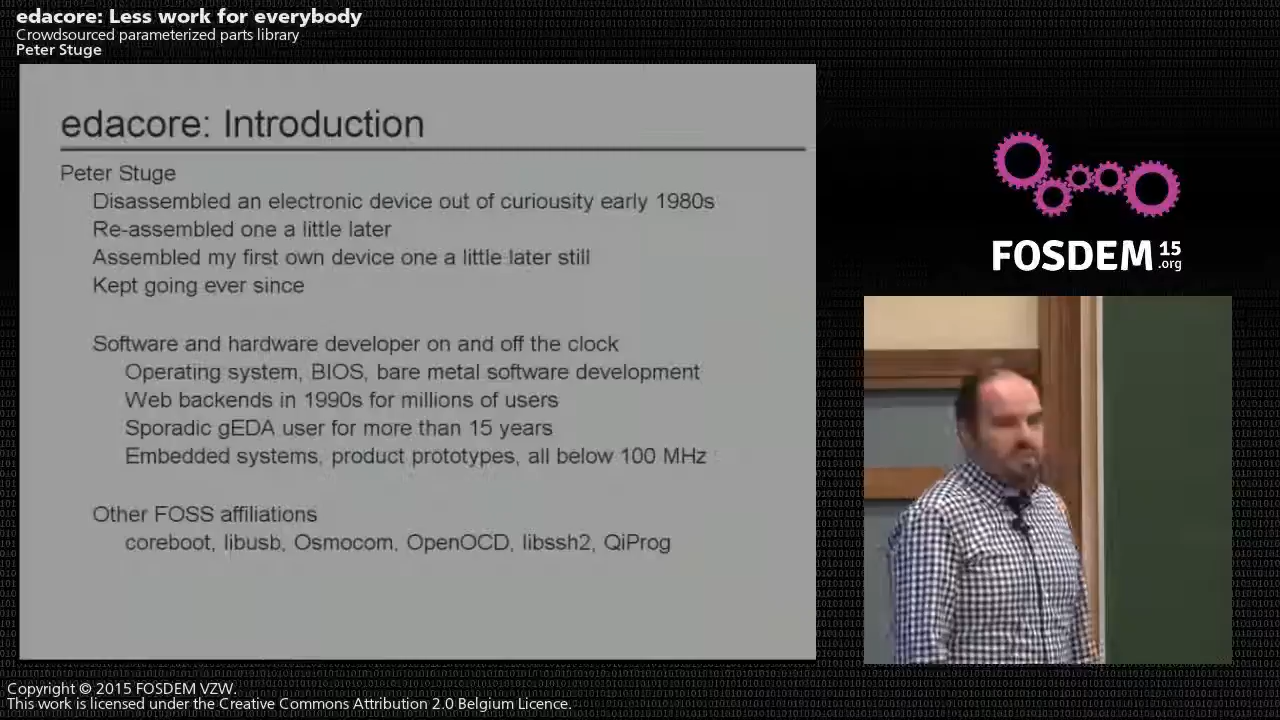 edacore: Less work for everybody
Crowdsourced parameterized parts library
Peter Stuge
edacore: Introduction
Peter Stuge
Disassembled an electronic device out of curiousity early 1980s
Re-assembled one a little later
Assembled my first own device one a little later still
Kept going ever since
Software and hardware developer on and off the clock
Operating system, BIOS, bare metal software development
Web backends in 1990s for millions of users
Sporadic gEDA user for more than 15 years
Embedded systems, product prototypes, all below 100 MHz
Other FOSS affiliations
coreboot, libusb, Osmocom, OpenOCD, libssh2, QiProg
FOSDEM 15
.org
Copyright © 2015 FOSDEM VZW.
This work is licensed under the Creative Commons Attribution 2.0 Belgium Licence.